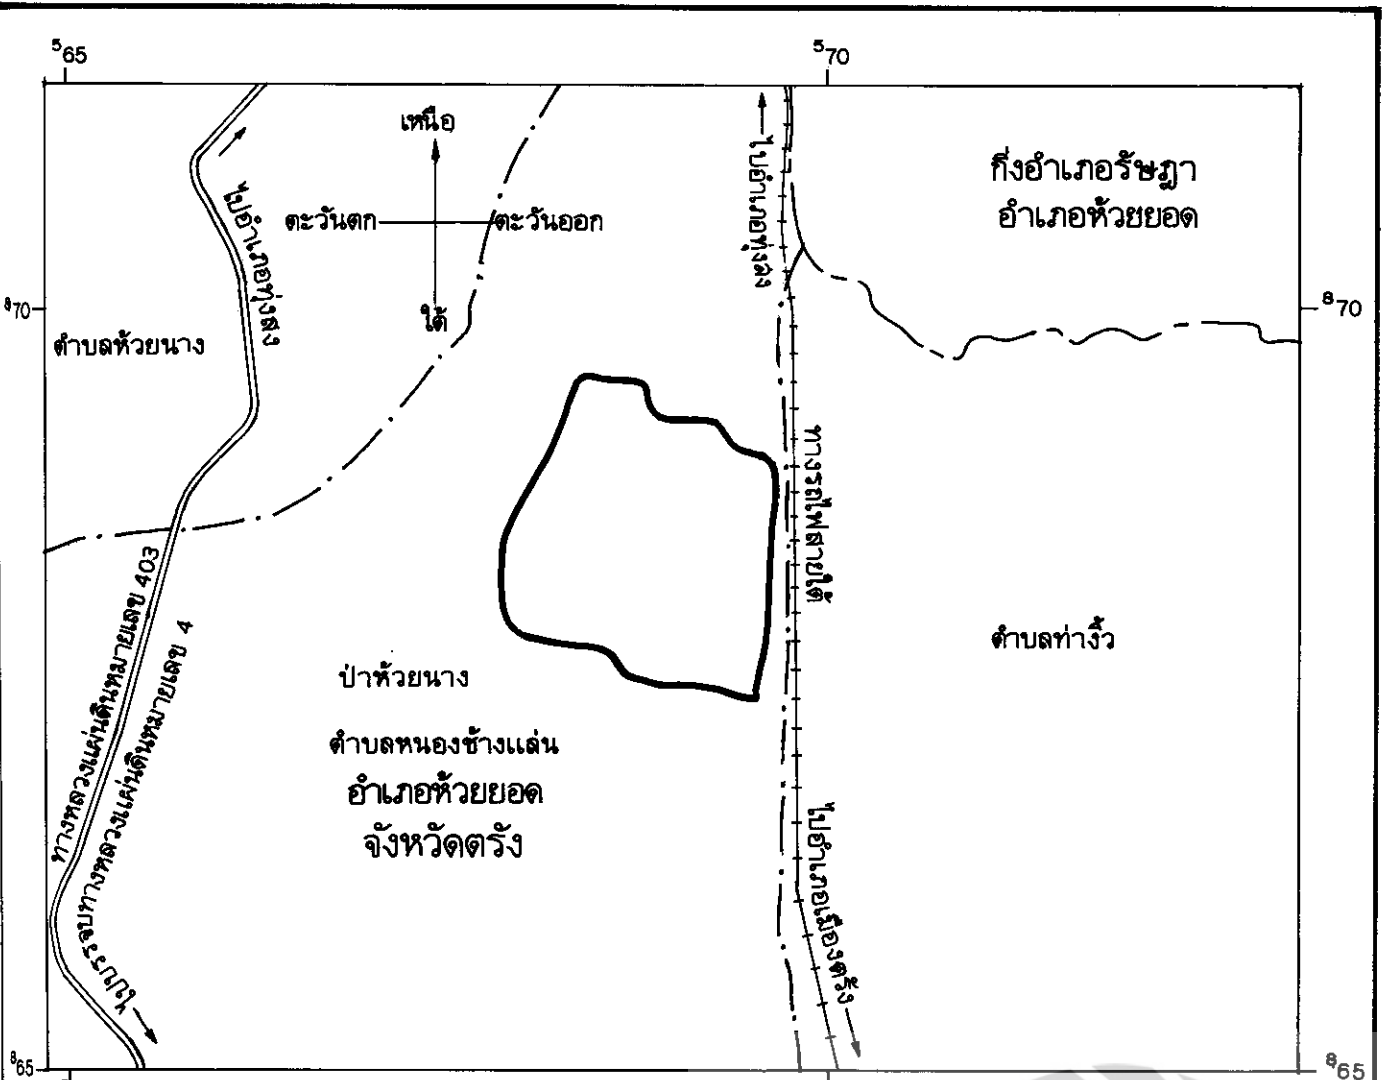 ⁵65
⁵70
เหนือ
ตะวันตก
ตะวันออก
ใต้
ไปอำเภอทุ่งสง
ไปอำเภอทุ่งสง
กิ่งอำเภอรัษฎา
อำเภอห้วยยอด
⁸70
⁸70
ตำบลห้วยนาง
ทางรถไฟสายใต้
ทางหลวงแผ่นดินหมายเลข 403
ไปบรรจบทางหลวงแผ่นดินหมายเลข 4
ป่าห้วยนาง
ตำบลหนองช้างแล่น
อำเภอห้วยยอด
จังหวัดตรัง
ตำบลท่างิ้ว
ไปอำเภอเมืองตรัง
⁸65
⁸65